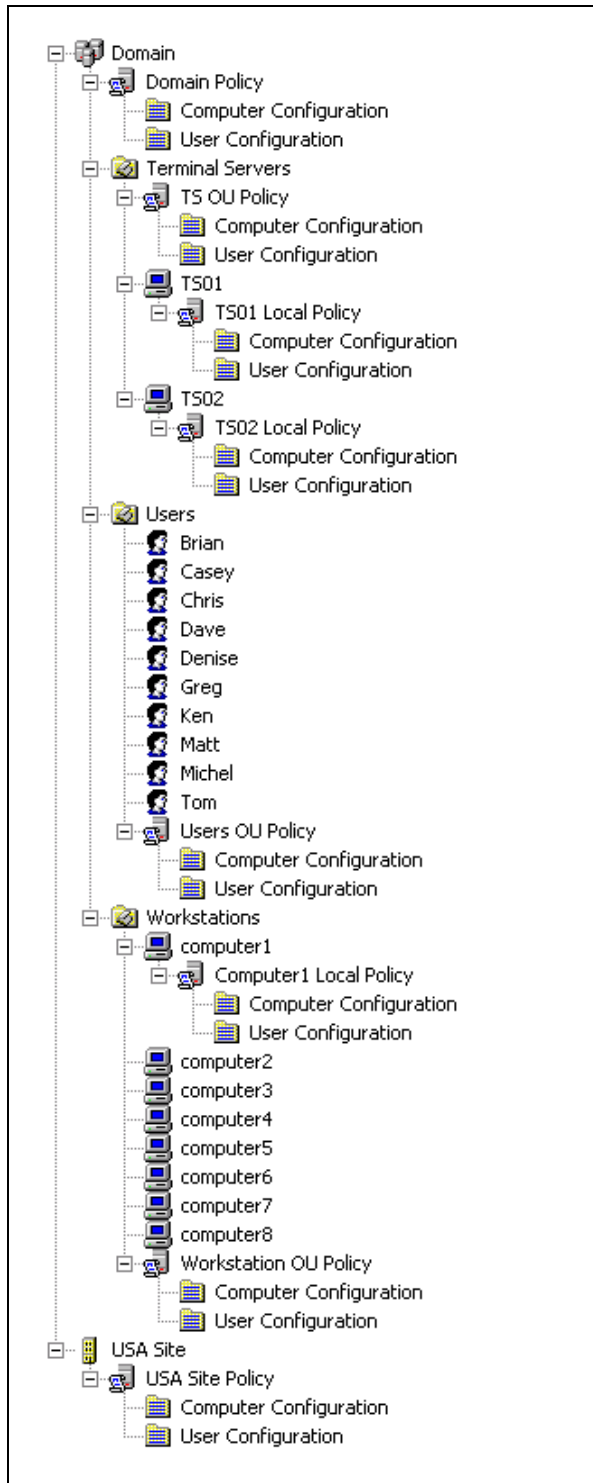 Domain
Domain Policy
Computer Configuration
User Configuration
Terminal Servers
TS OU Policy
Computer Configuration
User Configuration
TS01
TS01 Local Policy
Computer Configuration
User Configuration
TS02
TS02 Local Policy
Computer Configuration
User Configuration
Users
Brian
Casey
Chris
Dave
Denise
Greg
Ken
Matt
Michel
Tom
Users OU Policy
Computer Configuration
User Configuration
Workstations
computer1
Computer1 Local Policy
Computer Configuration
User Configuration
computer2
computer3
computer4
computer5
computer6
computer7
computer8
Workstation OU Policy
Computer Configuration
User Configuration
USA Site
USA Site Policy
Computer Configuration
User Configuration